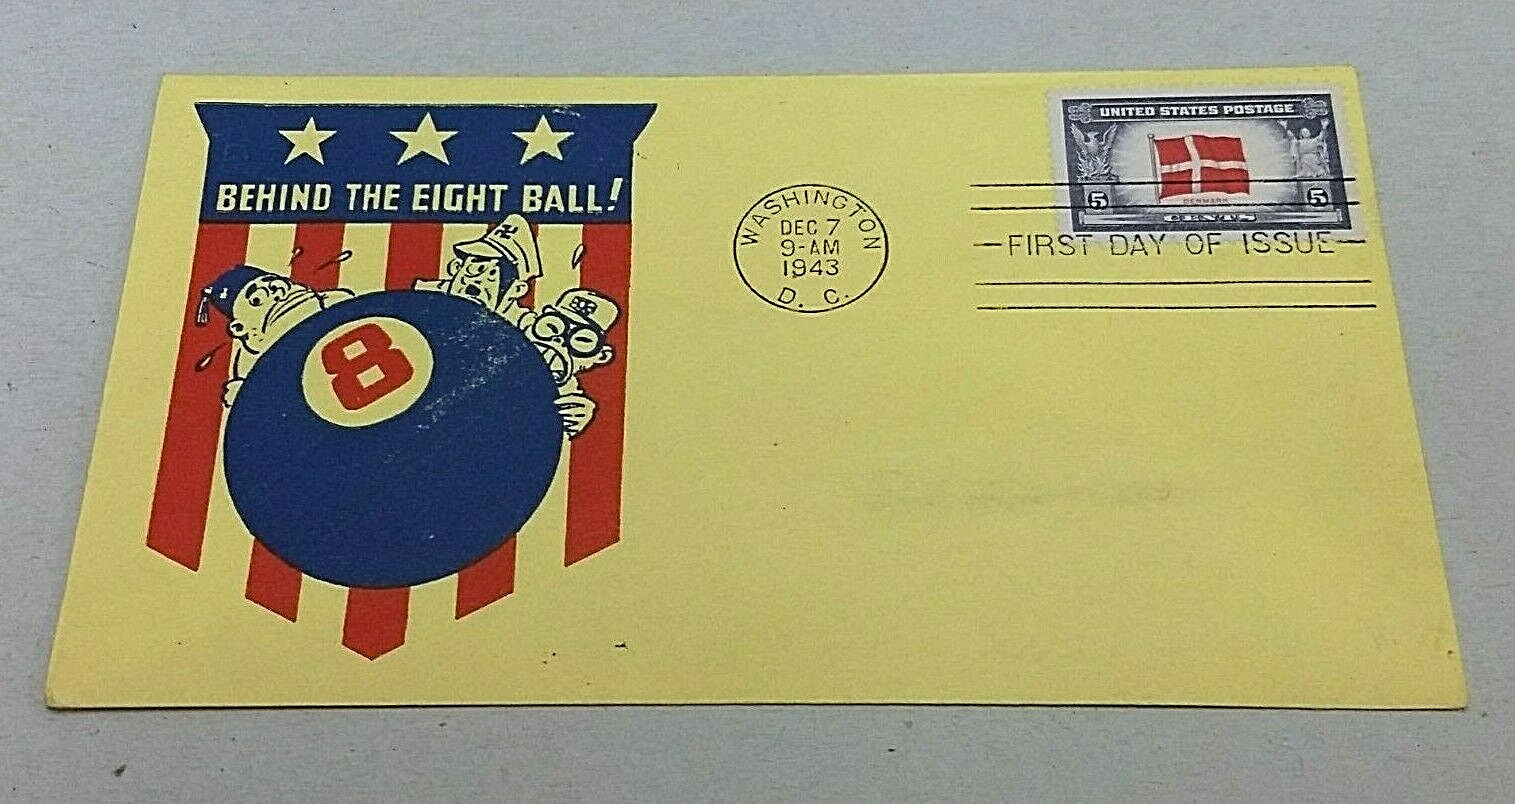 BEHIND THE EIGHT BALL!
8
WASHINGTON
DEC 7
9-AM
1943
D. C.
UNITED STATES POSTAGE
DENMARK
5 5
CENTS
FIRST DAY OF ISSUE